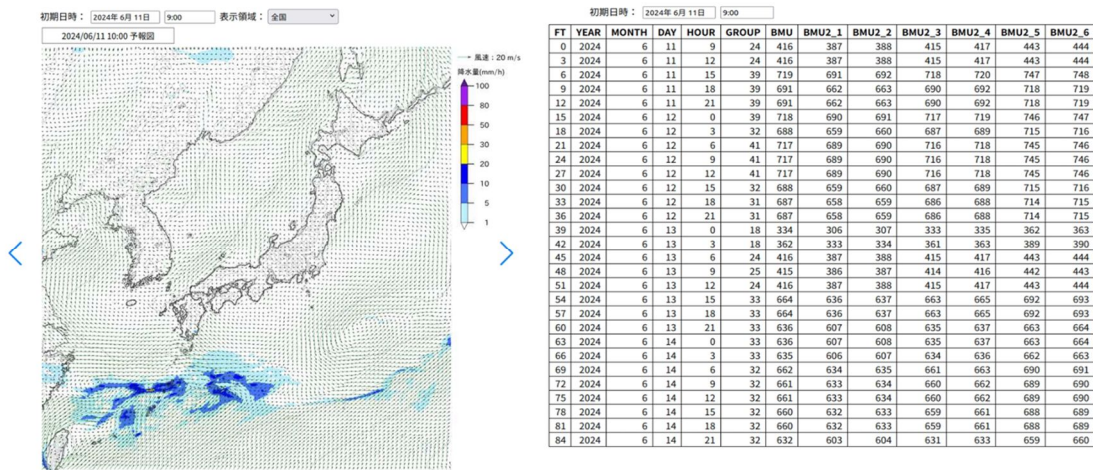 初期日時： 2024年 6月 11日 9:00 表示領域： 全国
2024/06/11 10:00 予報図
風速：20 m/s
降水量(mm/h)
100
80
50
30
20
10
5
1
初期日時： 2024年 6月 11日 9:00
FT YEAR MONTH DAY HOUR GROUP BMU BMU2_1 BMU2_2 BMU2_3 BMU2_4 BMU2_5 BMU2_6
0 2024 6 11 9 24 416 387 388 415 417 443 444
3 2024 6 11 12 24 416 387 388 415 417 443 444
6 2024 6 11 15 39 719 691 692 718 720 747 748
9 2024 6 11 18 39 691 662 663 690 692 718 719
12 2024 6 11 21 39 691 662 663 690 692 718 719
15 2024 6 12 0 39 718 690 691 717 719 746 747
18 2024 6 12 3 32 688 659 660 687 689 715 716
21 2024 6 12 6 41 717 689 690 716 718 745 746
24 2024 6 12 9 41 717 689 690 716 718 745 746
27 2024 6 12 12 41 717 689 690 716 718 745 746
30 2024 6 12 15 32 688 659 660 687 689 715 716
33 2024 6 12 18 31 687 658 659 686 688 714 715
36 2024 6 12 21 31 687 658 659 686 688 714 715
39 2024 6 13 0 18 334 306 307 333 335 362 363
42 2024 6 13 3 18 362 333 334 361 363 389 390
45 2024 6 13 6 24 416 387 388 415 417 443 444
48 2024 6 13 9 25 415 386 387 414 416 442 443
51 2024 6 13 12 24 416 387 388 415 417 443 444
54 2024 6 13 15 33 664 636 637 663 665 692 693
57 2024 6 13 18 33 664 636 637 663 665 692 693
60 2024 6 13 21 33 636 607 608 635 637 663 664
63 2024 6 14 0 33 636 607 608 635 637 663 664
66 2024 6 14 3 33 635 606 607 634 636 662 663
69 2024 6 14 6 32 662 634 635 661 663 690 691
72 2024 6 14 9 32 661 633 634 660 662 689 690
75 2024 6 14 12 32 661 633 634 660 662 689 690
78 2024 6 14 15 32 660 632 633 659 661 688 689
81 2024 6 14 18 32 660 632 633 659 661 688 689
84 2024 6 14 21 32 632 603 604 631 633 659 660